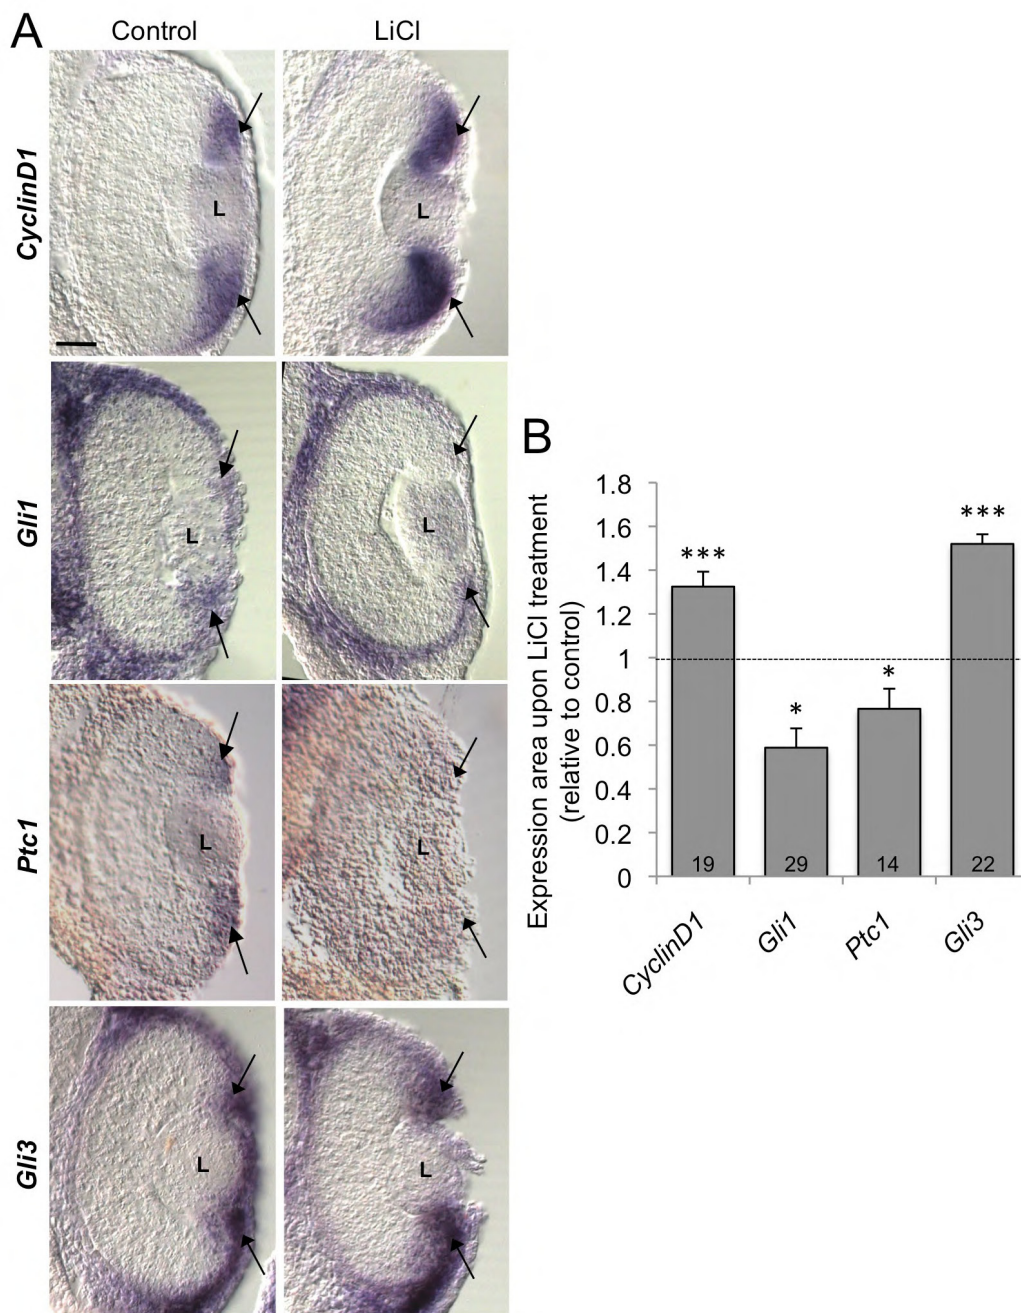 A
Control
LiCl
CyclinD1
L
L
Gli1
L
L
Ptc1
L
L
Gli3
L
L
B
Expression area upon LiCl treatment
(relative to control)
1.8
1.6
1.4
1.2
1
0.8
0.6
0.4
0.2
0
***
*
*
***
19
29
14
22
CyclinD1
Gli1
Ptc1
Gli3